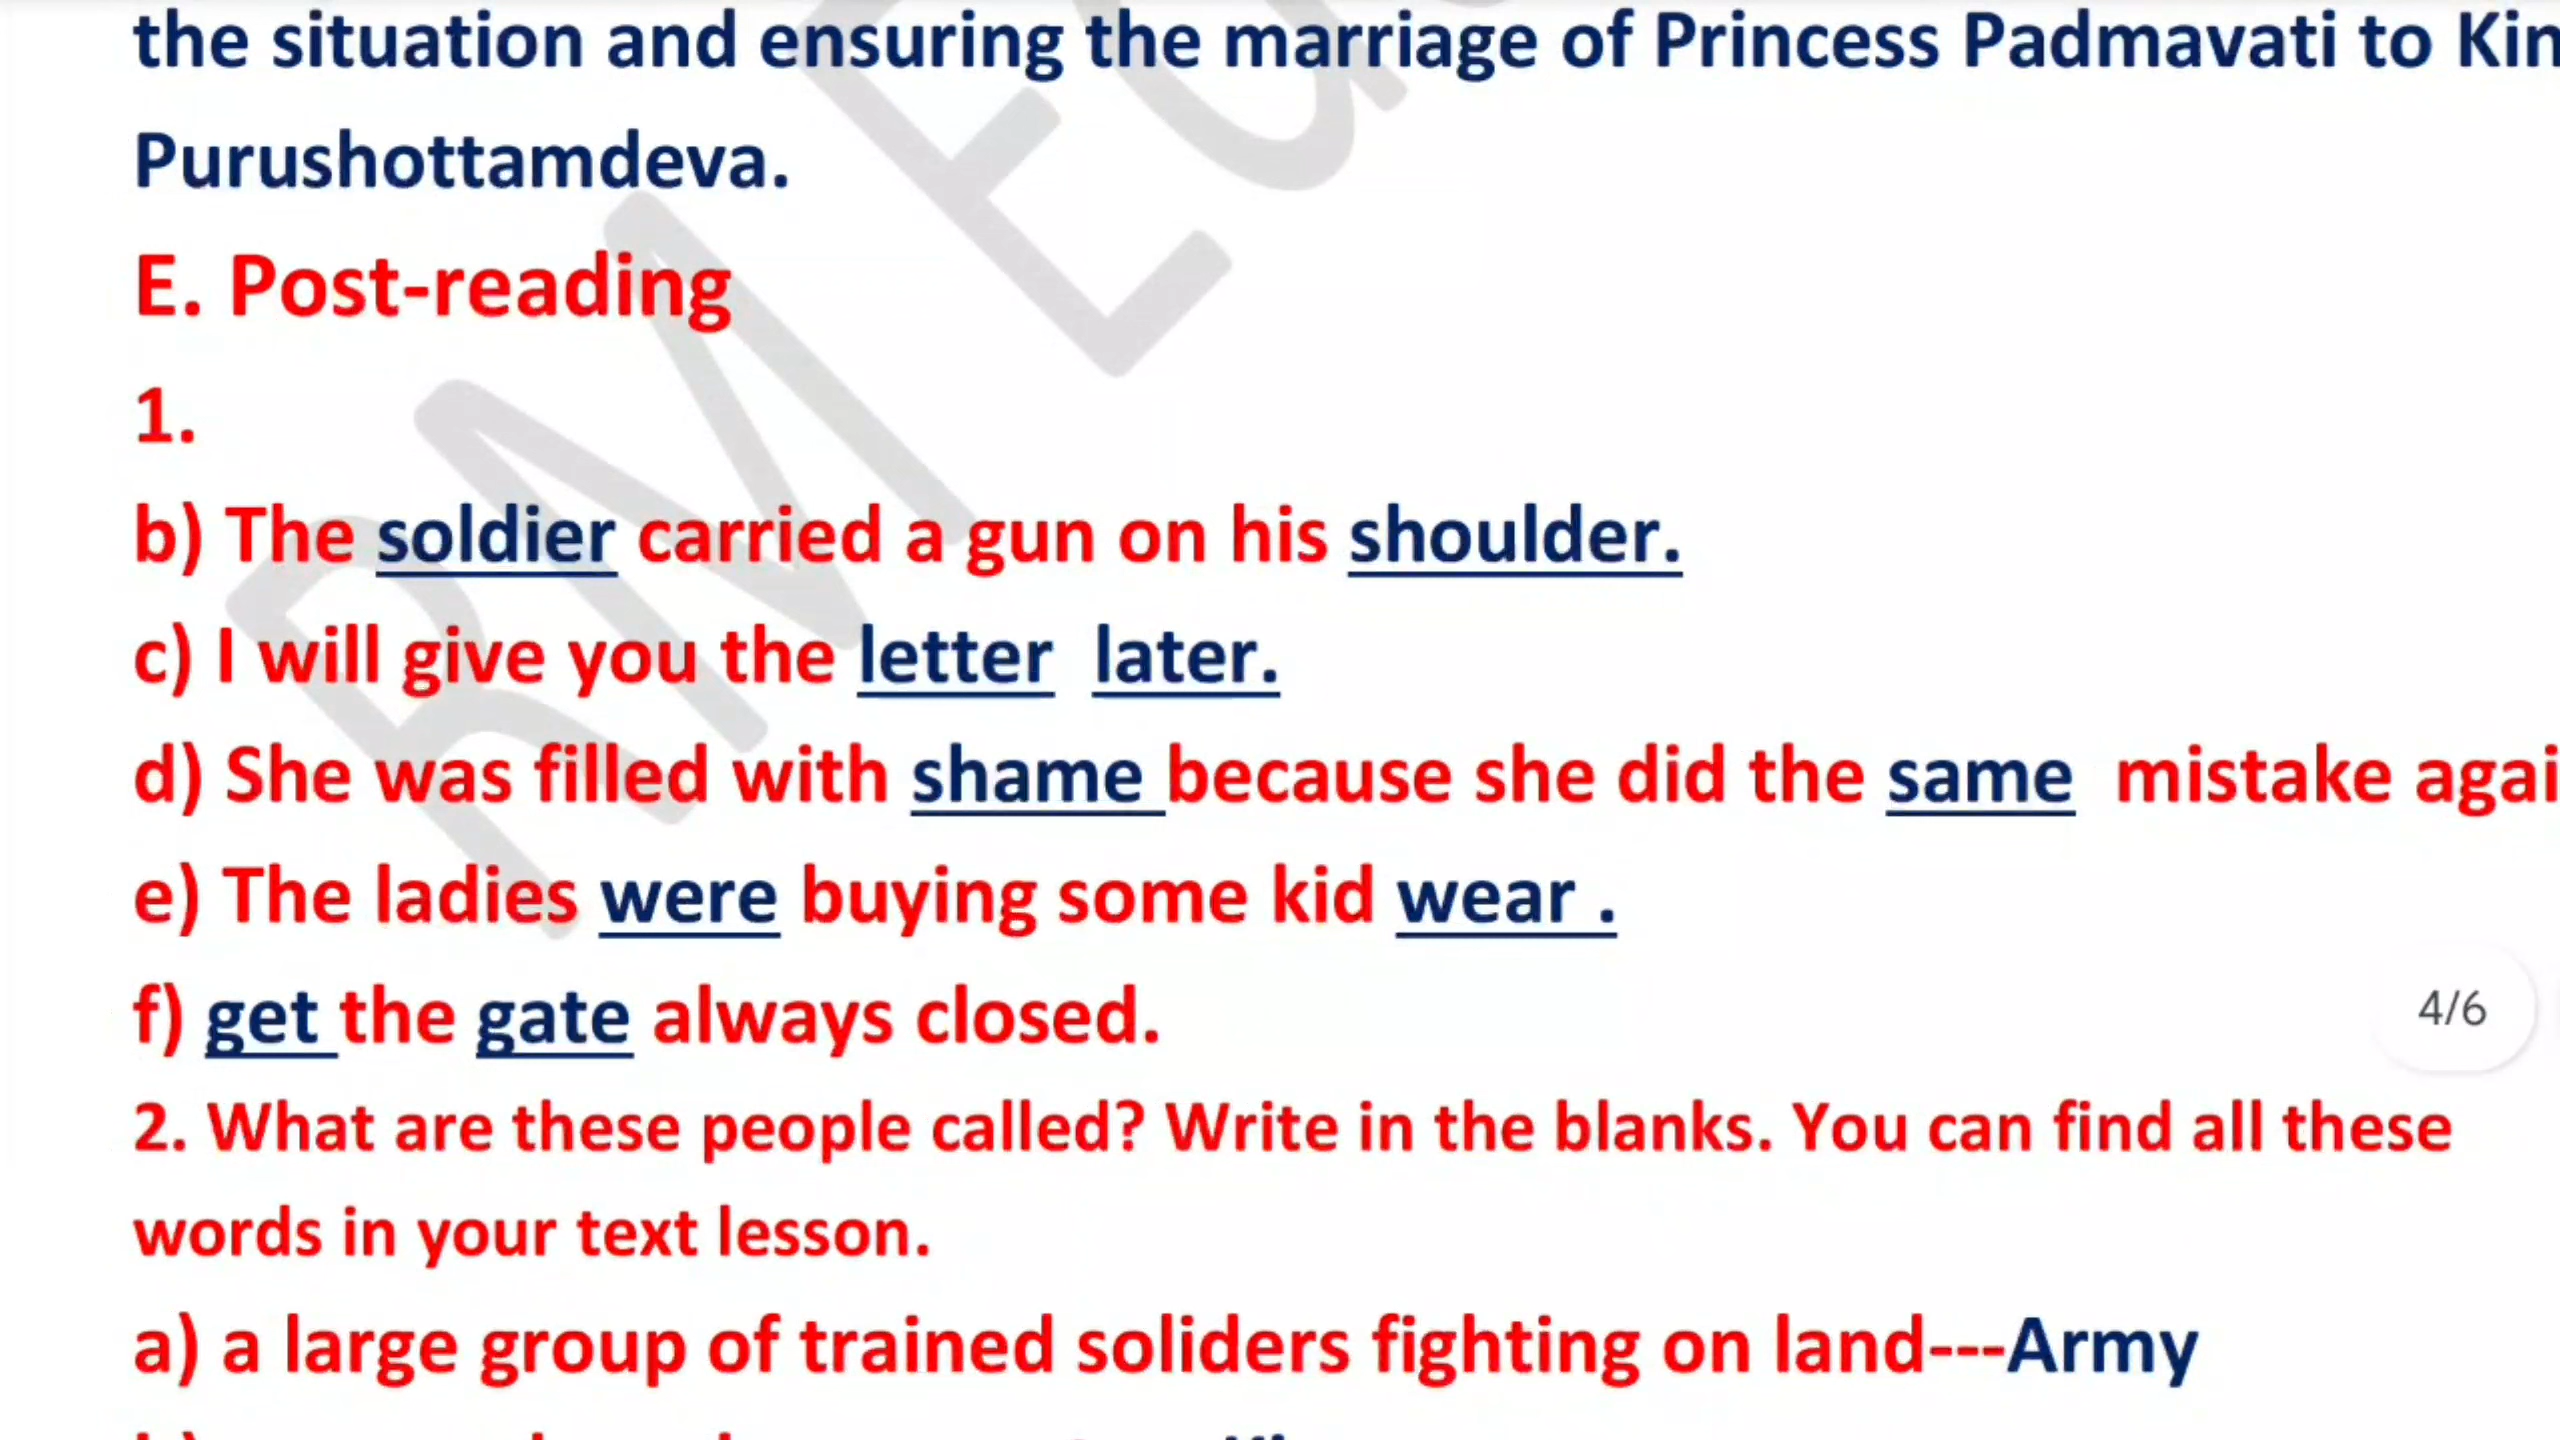 the situation and ensuring the marriage of Princess Padmavati to Kin
Purushottamdeva.
E. Post-reading
1.
b) The soldier carried a gun on his shoulder.
c) I will give you the letter later.
d) She was filled with shame because she did the same mistake agai
e) The ladies were buying some kid wear .
f) get the gate always closed.
4/6
2. What are these people called? Write in the blanks. You can find all these
words in your text lesson.
a) a large group of trained soliders fighting on land---Army